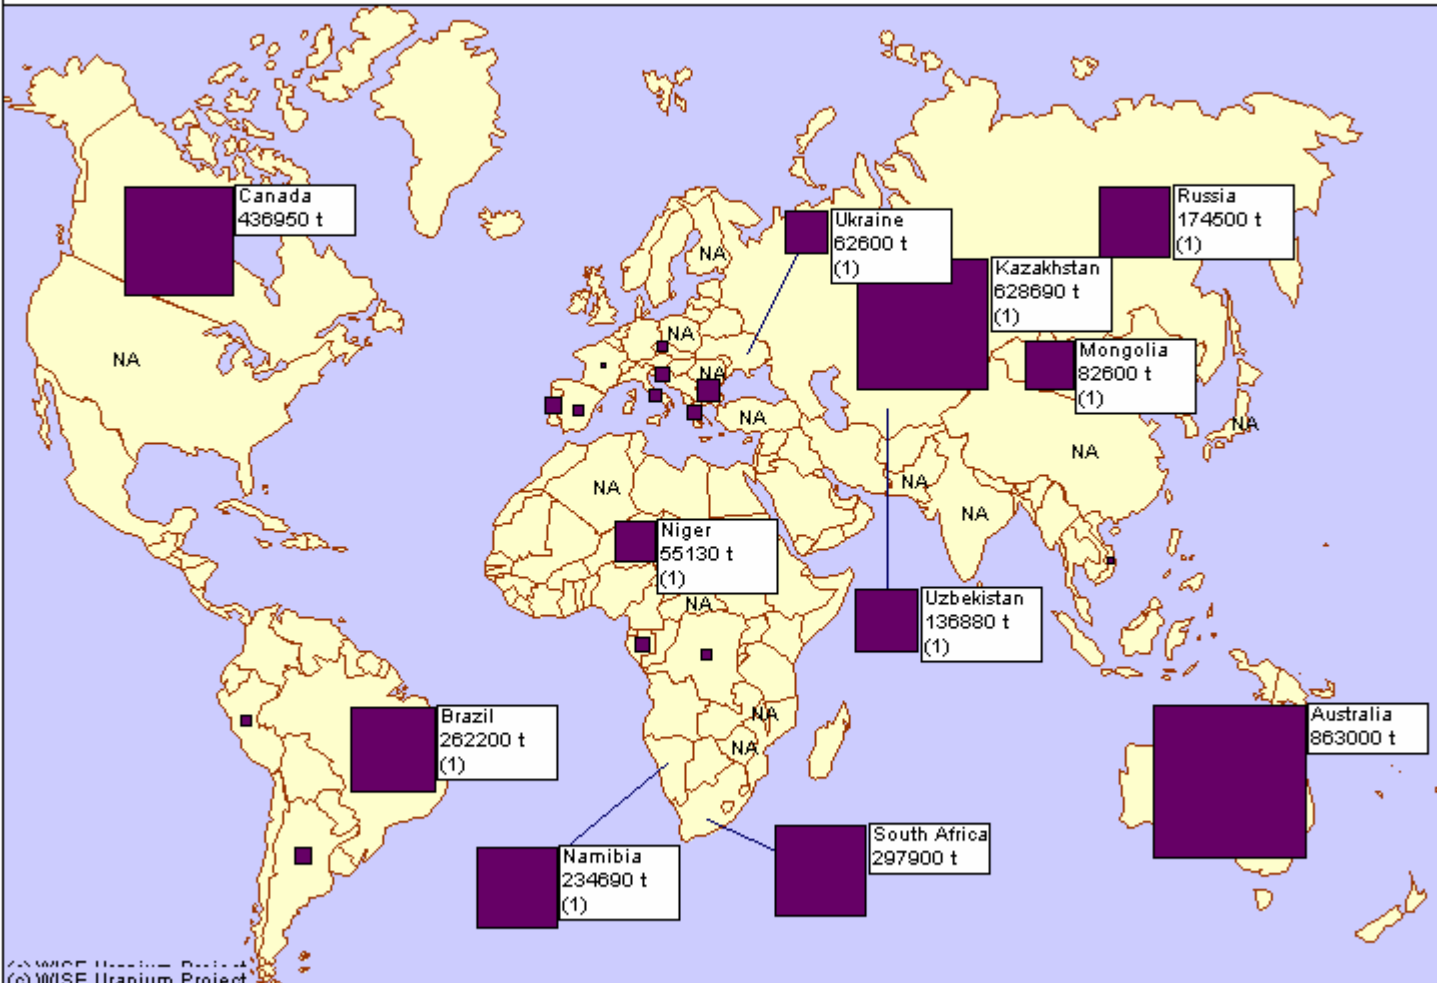 Canada
436950 t
Russia
174500 t
(1)
Ukraine
62600 t
(1)
NA
Kazakhstan
628690 t
(1)
NA
NA
Mongolia
82600 t
(1)
NA
NA
NA
NA
NA
NA
NA
Niger
55130 t
(1)
NA
Uzbekistan
136880 t
(1)
Brazil
262200 t
(1)
NA
NA
Australia
863000 t
South Africa
297900 t
Namibia
234690 t
(1)
(c) WISE Uranium Project